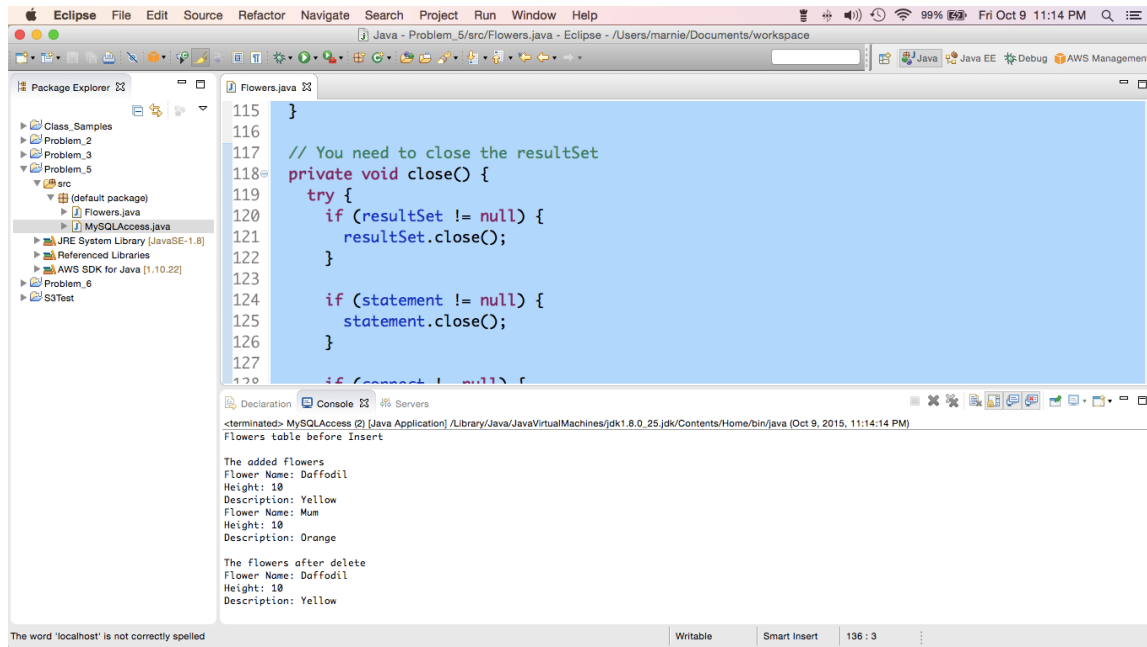 Eclipse File Edit Source Refactor Navigate Search Project Run Window Help 99% Fri Oct 9 11:14 PM
Java - Problem_5/src/Flowers.java - Eclipse - /Users/marnie/Documents/workspace
Java Java EE Debug AWS Managemen
Package Explorer
Class_Samples
Problem_2
Problem_3
Problem_5
src
(default package)
Flowers.java
MySQLAccess.java
JRE System Library [JavaSE-1.8]
Referenced Libraries
AWS SDK for Java [1.10.22]
Problem_6
S3Test
Flowers.java
115 }
116
117 // You need to close the resultSet
118 private void close() {
119 try {
120 if (resultSet != null) {
121 resultSet.close();
122 }
123
124 if (statement != null) {
125 statement.close();
126 }
127
128 if (connect != null) {
Declaration Console Servers
<terminated> MySQLAccess (2) [Java Application] /Library/Java/JavaVirtualMachines/jdk1.8.0_25.jdk/Contents/Home/bin/java (Oct 9, 2015, 11:14:14 PM)
Flowers table before Insert
The added flowers
Flower Name: Daffodil
Height: 10
Description: Yellow
Flower Name: Mum
Height: 10
Description: Orange
The flowers after delete
Flower Name: Daffodil
Height: 10
Description: Yellow
The word 'localhost' is not correctly spelled Writable Smart Insert 136 : 3